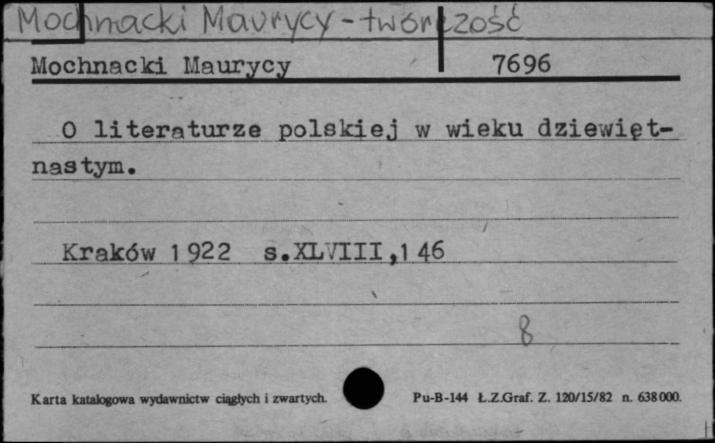 Mochnacki Maurycy - twórczość
Mochnacki Maurycy 7696
O literaturze polskiej w wieku dziewięt-
nastym.
Kraków 1922 s.XLVIII,146
8
Karta katalogowa wydawnictw ciągłych i zwartych. Pu-B-144 Ł.Z.Graf. Z. 120/15/82 n. 638000.